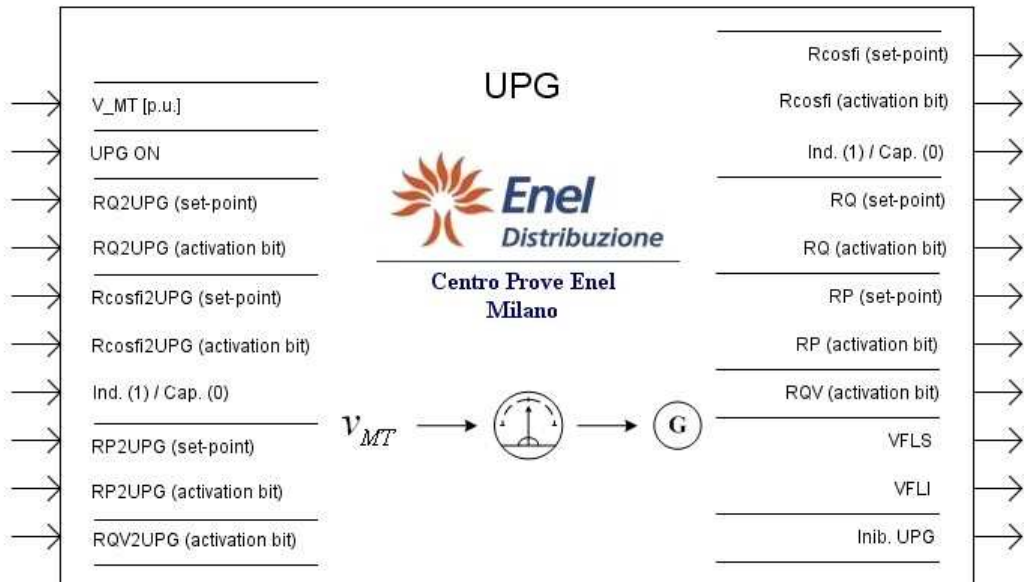 UPG
V_MT [p.u.]
UPG ON
RQ2UPG (set-point)
RQ2UPG (activation bit)
Rcosfi2UPG (set-point)
Rcosfi2UPG (activation bit)
Ind. (1) / Cap. (0)
RP2UPG (set-point)
RP2UPG (activation bit)
RQV2UPG (activation bit)
Enel
Distribuzione
Centro Prove Enel
Milano
v_MT
G
Rcosfi (set-point)
Rcosfi (activation bit)
Ind. (1) / Cap. (0)
RQ (set-point)
RQ (activation bit)
RP (set-point)
RP (activation bit)
RQV (activation bit)
VFLS
VFLI
Inib. UPG